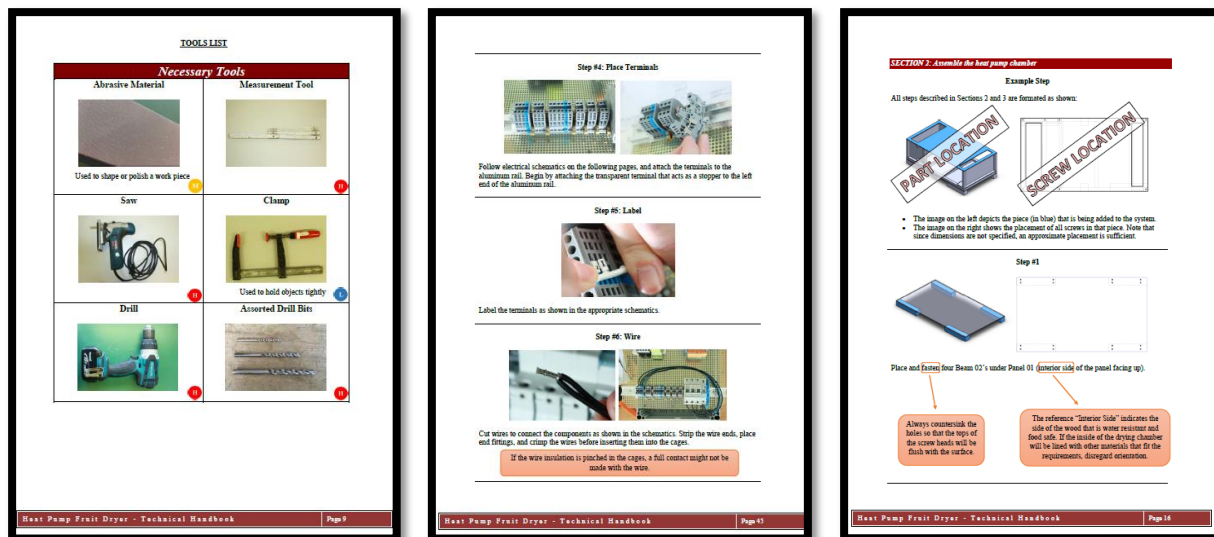 TOOLS LIST
Necessary Tools
Abrasive Material
Measurement Tool
Used to shape or polish a work piece
M
H
Saw
Clamp
H
Used to hold objects tightly
L
Drill
Assorted Drill Bits
H
H
Heat Pump Fruit Dryer - Technical Handbook
Page 9
Step #4: Place Terminals
Follow electrical schematics on the following pages, and attach the terminals to the
aluminum rail. Begin by attaching the transparent terminal that acts as a stopper to the left
end of the aluminum rail.
Step #5: Label
Label the terminals as shown in the appropriate schematics.
Step #6: Wire
Cut wires to connect the components as shown in the schematics. Strip the wire ends, place
end fittings, and crimp the wires before inserting them into the cages.
If the wire insulation is pinched in the cages, a full contact might not be
made with the wire.
Heat Pump Fruit Dryer - Technical Handbook
Page 43
SECTION 2: Assemble the heat pump chamber
Example Step
All steps described in Sections 2 and 3 are formated as shown:
PART LOCATION
SCREW LOCATION
• The image on the left depicts the piece (in blue) that is being added to the system.
• The image on the right shows the placement of all screws in that piece. Note that
since dimensions are not specified, an approximate placement is sufficient.
Step #1
Place and fasten four Beam 02's under Panel 01 (interior side of the panel facing up).
Always countersink the
holes so that the tops of
the screw heads will be
flush with the surface.
The reference "Interior Side" indicates the
side of the wood that is water resistant and
food safe. If the inside of the drying chamber
will be lined with other materials that fit the
requirements, disregard orientation.
Heat Pump Fruit Dryer - Technical Handbook
Page 16